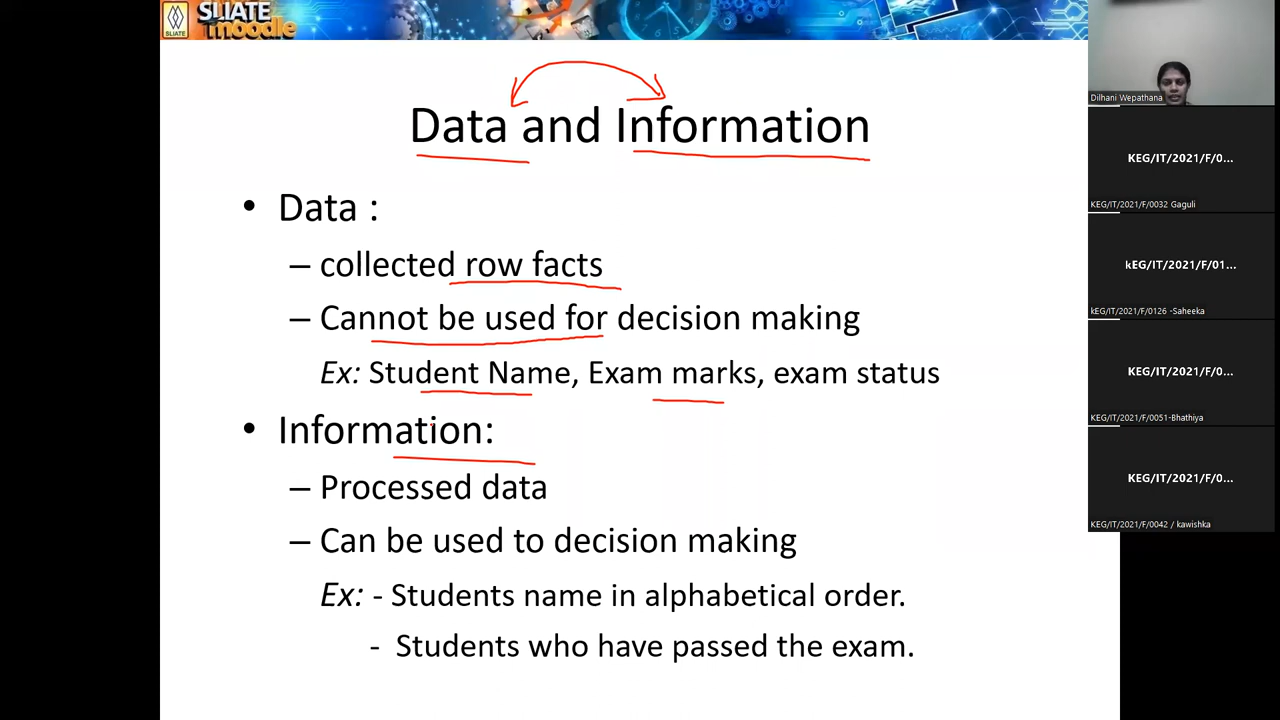 SLIATE
moodle
SLIATE
Data and Information
• Data :
– collected row facts
– Cannot be used for decision making
Ex: Student Name, Exam marks, exam status
• Information:
– Processed data
– Can be used to decision making
Ex: - Students name in alphabetical order.
- Students who have passed the exam.
Dilhani Wepathana
KEG/IT/2021/F/0...
KEG/IT/2021/F/0032 Gaguli
kEG/IT/2021/F/01...
kEG/IT/2021/F/0126 -Saheeka
KEG/IT/2021/F/0...
KEG/IT/2021/F/0051-Bhathiya
KEG/IT/2021/F/0...
KEG/IT/2021/F/0042 / kawishka